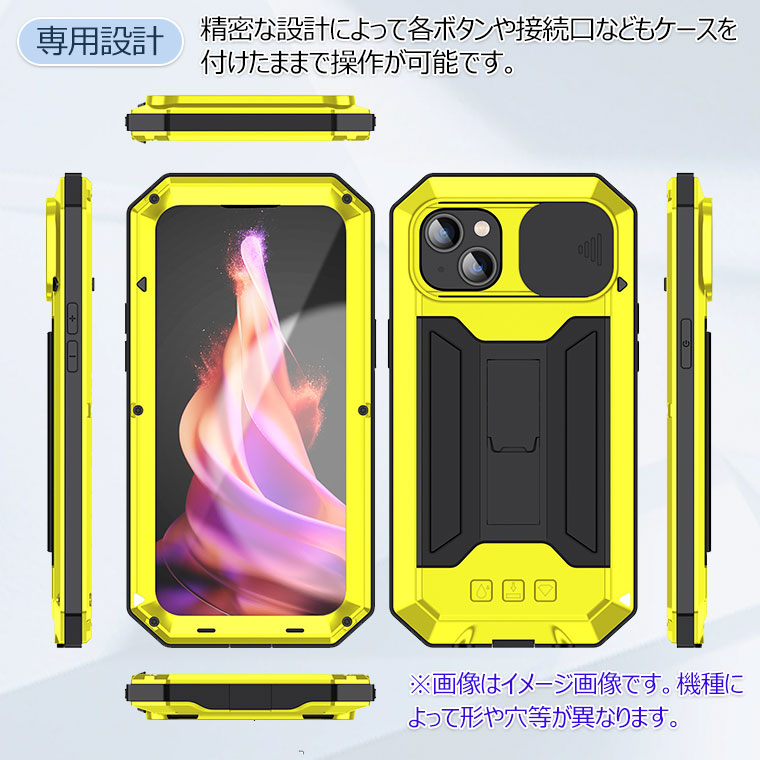 専用設計
精密な設計によって各ボタンや接続口などもケースを
付けたままで操作が可能です。
※画像はイメージ画像です。機種に
よって形や穴等が異なります。